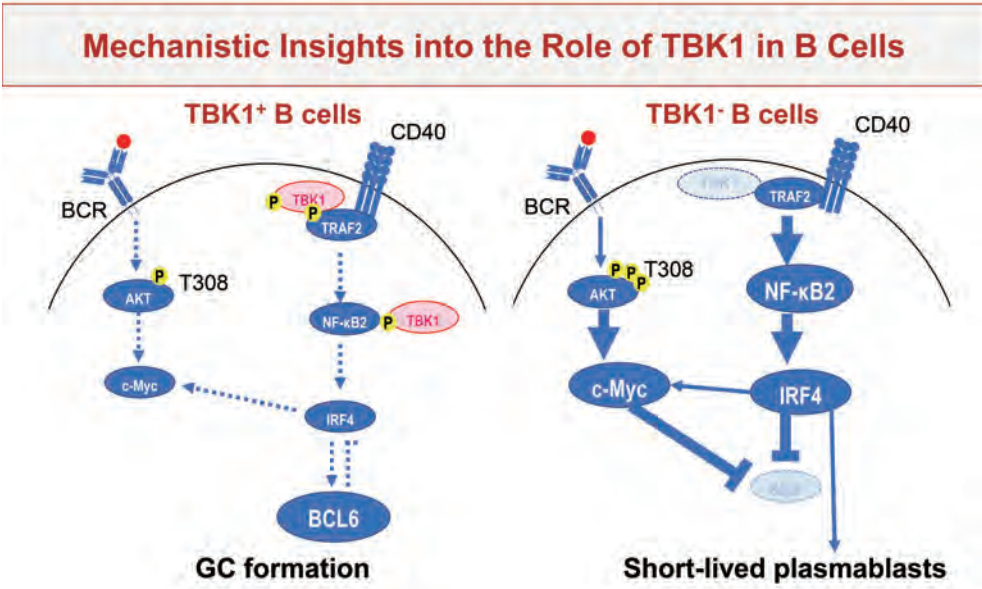 Mechanistic Insights into the Role of TBK1 in B Cells
TBK1⁺ B cells
CD40
BCR
P
TBK1
P
TRAF2
P
T308
AKT
NF-κB2
P
TBK1
c-Myc
IRF4
BCL6
GC formation
TBK1⁻ B cells
CD40
BCR
TRAF2
P
P
P
T308
AKT
NF-κB2
c-Myc
IRF4
Short-lived plasmablasts